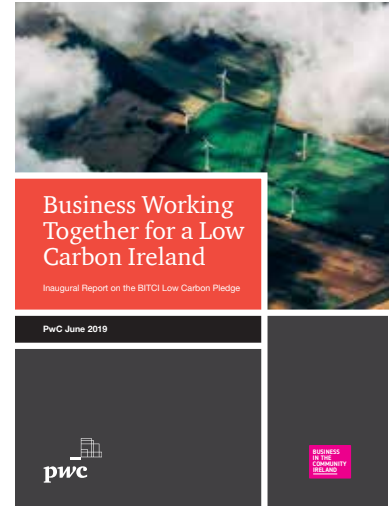 Business Working
Together for a Low
Carbon Ireland
Inaugural Report on the BITCI Low Carbon Pledge
PwC June 2019
pwc
BUSINESS
IN THE
COMMUNITY
IRELAND